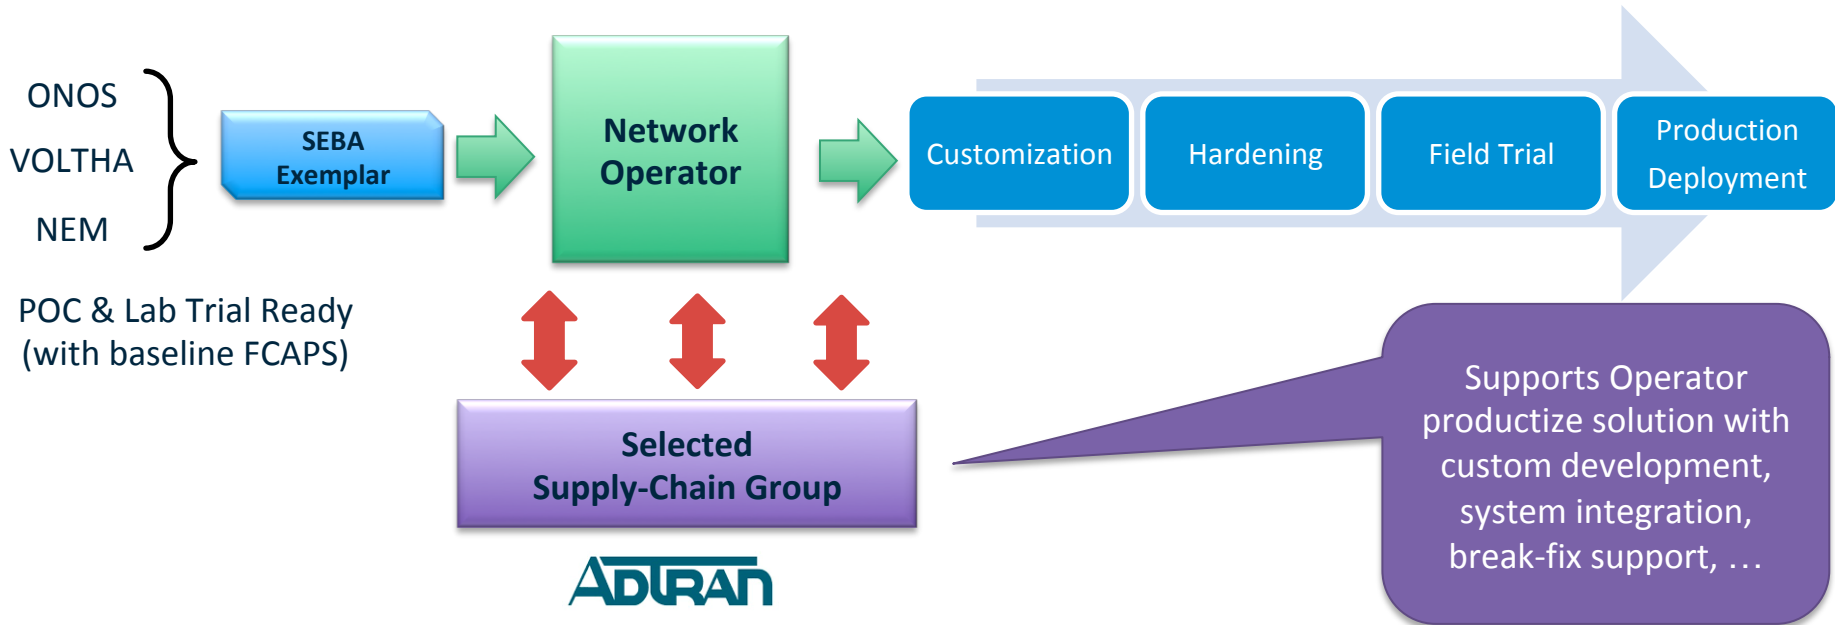 ONOS
VOLTHA
NEM
POC & Lab Trial Ready
(with baseline FCAPS)
SEBA
Exemplar
Network
Operator
Customization
Hardening
Field Trial
Production
Deployment
Selected
Supply-Chain Group
ADTRAN
Supports Operator
productize solution with
custom development,
system integration,
break-fix support, …